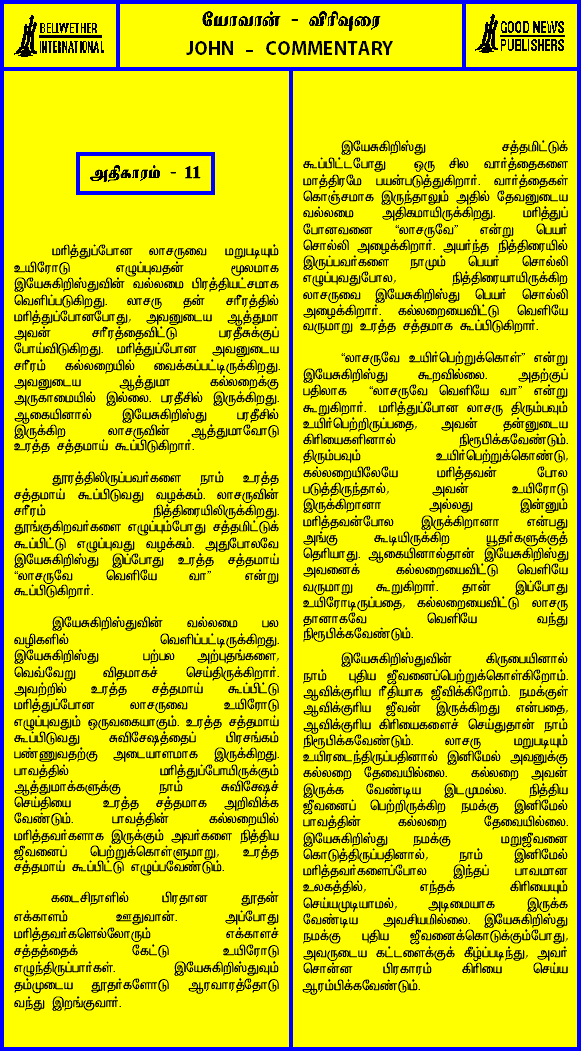 BELWETHER
INTERNATIONAL
யோவான் - விரிவுரை
JOHN - COMMENTARY
GOOD NEWS
PUBLISHERS
அதிகாரம் - 11
மரித்துப்போன லாசருவை மறுபடியும்
உயிரோடு எழுப்புவதன் மூலமாக
இயேசுகிறிஸ்துவின் வல்லமை பிரத்தியட்சமாக
வெளிப்படுகிறது. லாசரு தன் சரீரத்தில்
மரித்துப்போனபோது, அவனுடைய ஆத்துமா
அவன் சரீரத்தைவிட்டு பரதீசுக்குப்
போய்விடுகிறது. மரித்துப்போன அவனுடைய
சரீரம் கல்லறையில் வைக்கப்பட்டிருக்கிறது.
அவனுடைய ஆத்துமா கல்லறைக்கு
அருகாமையில் இல்லை. பரதீசில் இருக்கிறது.
ஆகையினால் இயேசுகிறிஸ்து பரதீசில்
இருக்கிற லாசருவின் ஆத்துமாவோடு
உரத்த சத்தமாய் கூப்பிடுகிறார்.
தூரத்திலிருப்பவர்களை நாம் உரத்த
சத்தமாய் கூப்பிடுவது வழக்கம். லாசருவின்
சரீரம் நித்திரையிலிருக்கிறது.
தூங்குகிறவர்களை எழுப்பும்போது சத்தமிட்டுக்
கூப்பிட்டு எழுப்புவது வழக்கம். அதுபோலவே
இயேசுகிறிஸ்து இப்போது உரத்த சத்தமாய்
“லாசருவே வெளியே வா” என்று
கூப்பிடுகிறார்.
இயேசுகிறிஸ்துவின் வல்லமை பல
வழிகளில் வெளிப்பட்டிருக்கிறது.
இயேசுகிறிஸ்து பற்பல அற்புதங்களை,
வெவ்வேறு விதமாகச் செய்திருக்கிறார்.
அவற்றில் உரத்த சத்தமாய் கூப்பிட்டு
மரித்துப்போன லாசருவை உயிரோடு
எழுப்புவதும் ஒருவகையாகும். உரத்த சத்தமாய்
கூப்பிடுவது சுவிசேஷத்தைப் பிரசங்கம்
பண்ணுவதற்கு அடையாளமாக இருக்கிறது.
பாவத்தில் மரித்துப்போயிருக்கும்
ஆத்துமாக்களுக்கு நாம் சுவிசேஷச்
செய்தியை உரத்த சத்தமாக அறிவிக்க
வேண்டும். பாவத்தின் கல்லறையில்
மரித்தவர்களாக இருக்கும் அவர்களை நித்திய
ஜீவனைப் பெற்றுக்கொள்ளுமாறு, உரத்த
சத்தமாய் கூப்பிட்டு எழுப்பவேண்டும்.
கடைசிநாளில் பிரதான தூதன்
எக்காளம் ஊதுவான். அப்போது
மரித்தவர்களெல்லோரும் எக்காளச்
சத்தத்தைக் கேட்டு உயிரோடு
எழுந்திருப்பார்கள். இயேசுகிறிஸ்துவும்
தம்முடைய தூதர்களோடு ஆரவாரத்தோடு
வந்து இறங்குவார்.
இயேசுகிறிஸ்து சத்தமிட்டுக்
கூப்பிட்டபோது ஒரு சில வார்த்தைகளை
மாத்திரமே பயன்படுத்துகிறார். வார்த்தைகள்
கொஞ்சமாக இருந்தாலும் அதில் தேவனுடைய
வல்லமை அதிகமாயிருக்கிறது. மரித்துப்
போனவனை “லாசருவே” என்று பெயர்
சொல்லி அழைக்கிறார். அயர்ந்த நித்திரையில்
இருப்பவர்களை நாமும் பெயர் சொல்லி
எழுப்புவதுபோல, நித்திரையாயிருக்கிற
லாசருவை இயேசுகிறிஸ்து பெயர் சொல்லி
அழைக்கிறார். கல்லறையைவிட்டு வெளியே
வருமாறு உரத்த சத்தமாக கூப்பிடுகிறார்.
“லாசருவே உயிர்பெற்றுக்கொள்” என்று
இயேசுகிறிஸ்து கூறவில்லை. அதற்குப்
பதிலாக “லாசருவே வெளியே வா” என்று
கூறுகிறார். மரித்துப்போன லாசரு திரும்பவும்
உயிர்பெற்றிருப்பதை, அவன் தன்னுடைய
கிரியைகளினால் நிரூபிக்கவேண்டும்.
திரும்பவும் உயிர்பெற்றுக்கொண்டு,
கல்லறையிலேயே மரித்தவன் போல
படுத்திருந்தால், அவன் உயிரோடு
இருக்கிறானா அல்லது இன்னும்
மரித்தவன்போல இருக்கிறானா என்பது
அங்கு கூடியிருக்கிற யூதர்களுக்குத்
தெரியாது. ஆகையினால்தான் இயேசுகிறிஸ்து
அவனைக் கல்லறையைவிட்டு வெளியே
வருமாறு கூறுகிறார். தான் இப்போது
உயிரோடிருப்பதை, கல்லறையைவிட்டு லாசரு
தானாகவே வெளியே வந்து
நிரூபிக்கவேண்டும்.
இயேசுகிறிஸ்துவின் கிருபையினால்
நாம் புதிய ஜீவனைப்பெற்றுக்கொள்கிறோம்.
ஆவிக்குரிய ரீதியாக ஜீவிக்கிறோம். நமக்குள்
ஆவிக்குரிய ஜீவன் இருக்கிறது என்பதை,
ஆவிக்குரிய கிரியைகளைச் செய்துதான் நாம்
நிரூபிக்கவேண்டும். லாசரு மறுபடியும்
உயிரடைந்திருப்பதினால் இனிமேல் அவனுக்கு
கல்லறை தேவையில்லை. கல்லறை அவன்
இருக்க வேண்டிய இடமுமல்ல. நித்திய
ஜீவனைப் பெற்றிருக்கிற நமக்கு இனிமேல்
பாவத்தின் கல்லறை தேவையில்லை.
இயேசுகிறிஸ்து நமக்கு மறுஜீவனை
கொடுத்திருப்பதினால், நாம் இனிமேல்
மரித்தவர்களைப்போல இந்தப் பாவமான
உலகத்தில், எந்தக் கிரியையும்
செய்யமுடியாமல், அடிமையாக இருக்க
வேண்டிய அவசியமில்லை. இயேசுகிறிஸ்து
நமக்கு புதிய ஜீவனைக்கொடுக்கும்போது,
அவருடைய கட்டளைக்குக் கீழ்ப்படிந்து, அவர்
சொன்ன பிரகாரம் கிரியை செய்ய
ஆரம்பிக்கவேண்டும்.